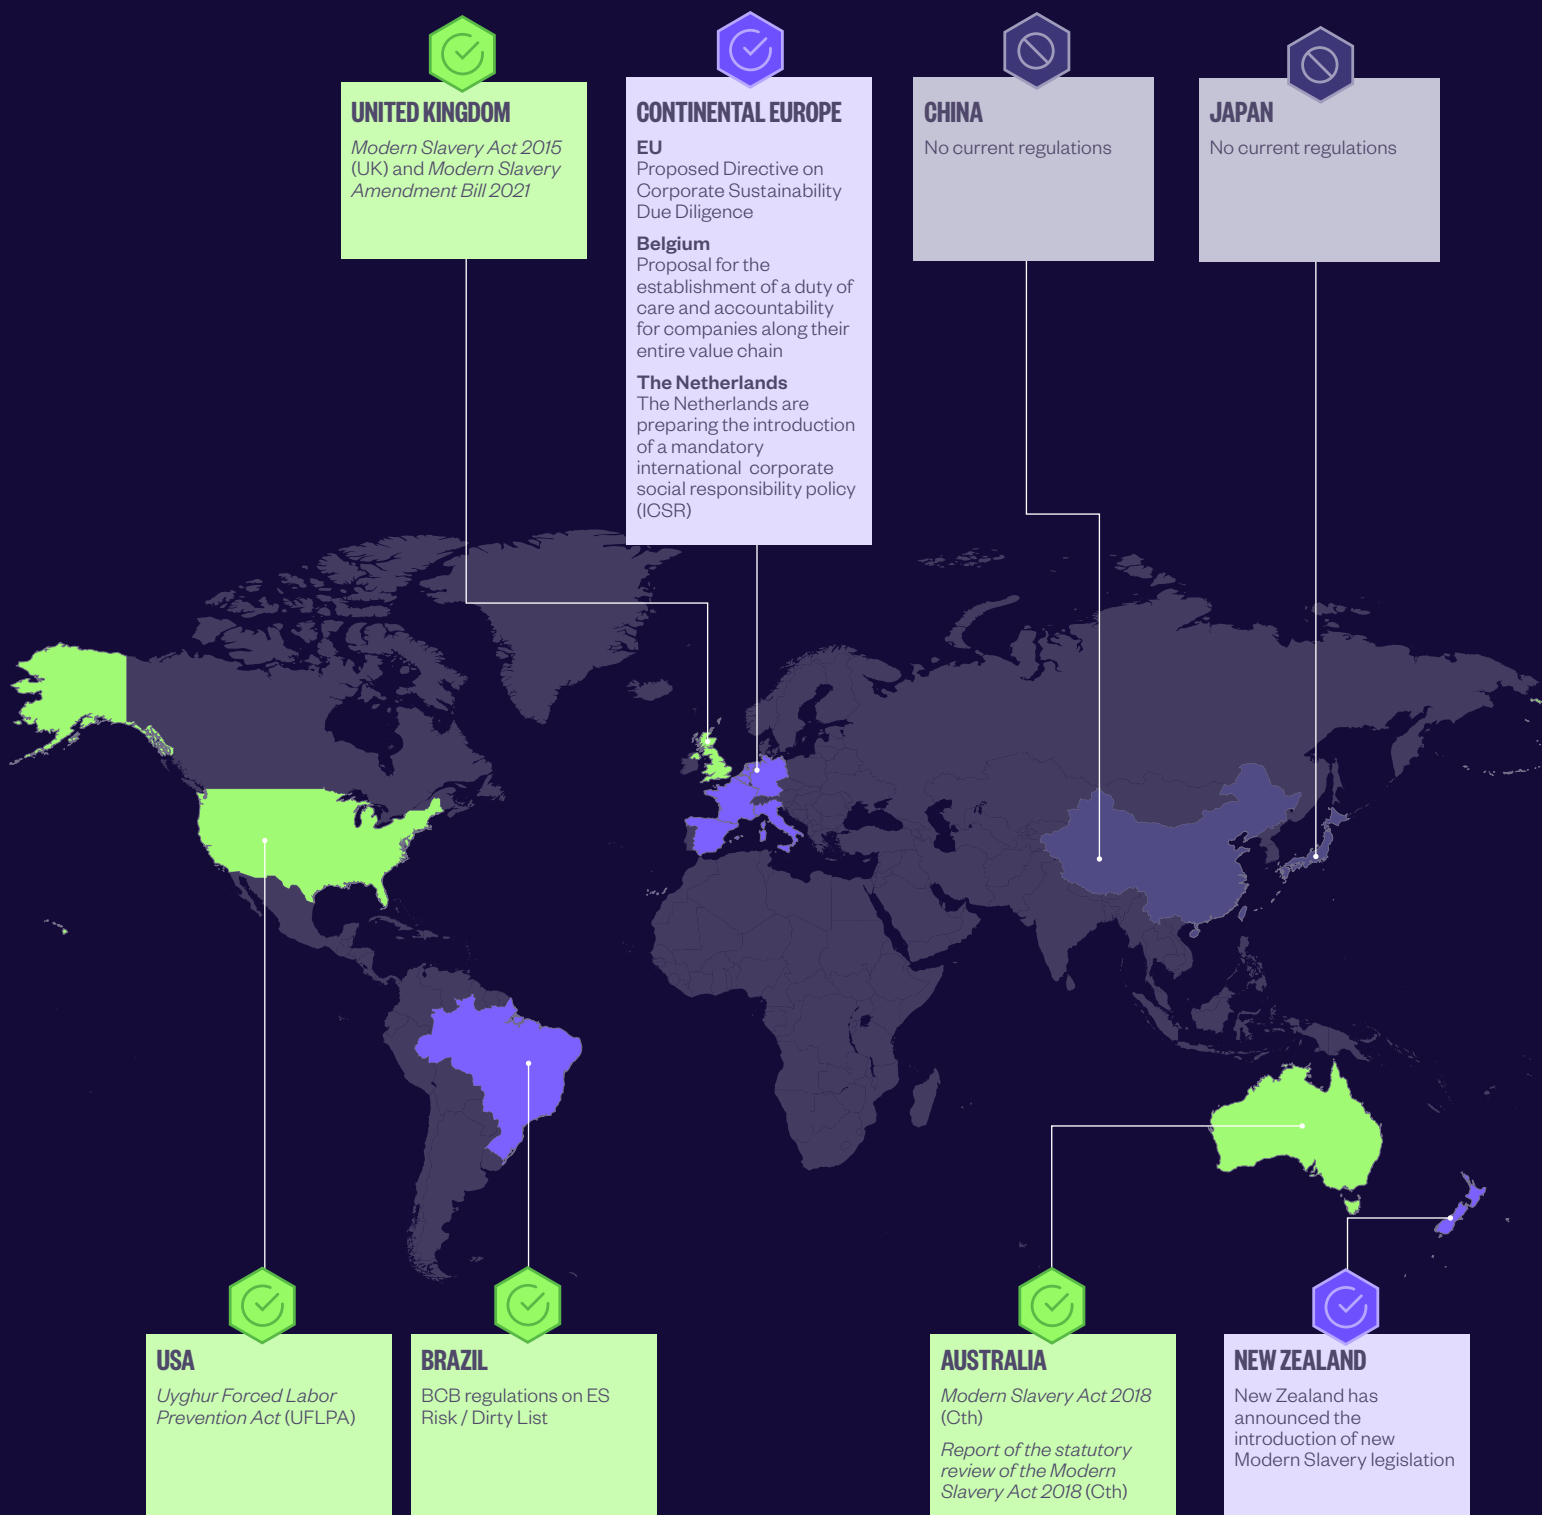 UNITED KINGDOM
Modern Slavery Act 2015
(UK) and Modern Slavery
Amendment Bill 2021
CONTINENTAL EUROPE
EU
Proposed Directive on
Corporate Sustainability
Due Diligence
Belgium
Proposal for the
establishment of a duty of
care and accountability
for companies along their
entire value chain
The Netherlands
The Netherlands are
preparing the introduction
of a mandatory
international corporate
social responsibility policy
(ICSR)
CHINA
No current regulations
JAPAN
No current regulations
USA
Uyghur Forced Labor
Prevention Act (UFLPA)
BRAZIL
BCB regulations on ES
Risk / Dirty List
AUSTRALIA
Modern Slavery Act 2018
(Cth)
Report of the statutory
review of the Modern
Slavery Act 2018 (Cth)
NEW ZEALAND
New Zealand has
announced the
introduction of new
Modern Slavery legislation